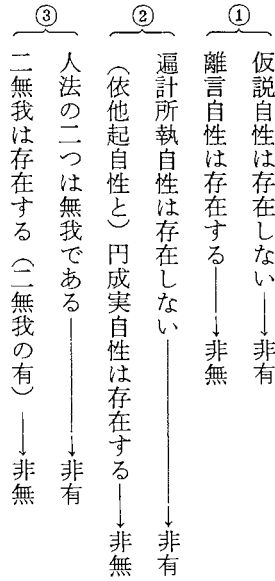 ①
仮説自性は存在しない──→非有
離言自性は存在する──→非無
②
遍計所執自性は存在しない──→非有
（依他起自性と）円成実自性は存在する──→非無
③
人法の二つは無我である──→非有
二無我は存在する（二無我の有）──→非無